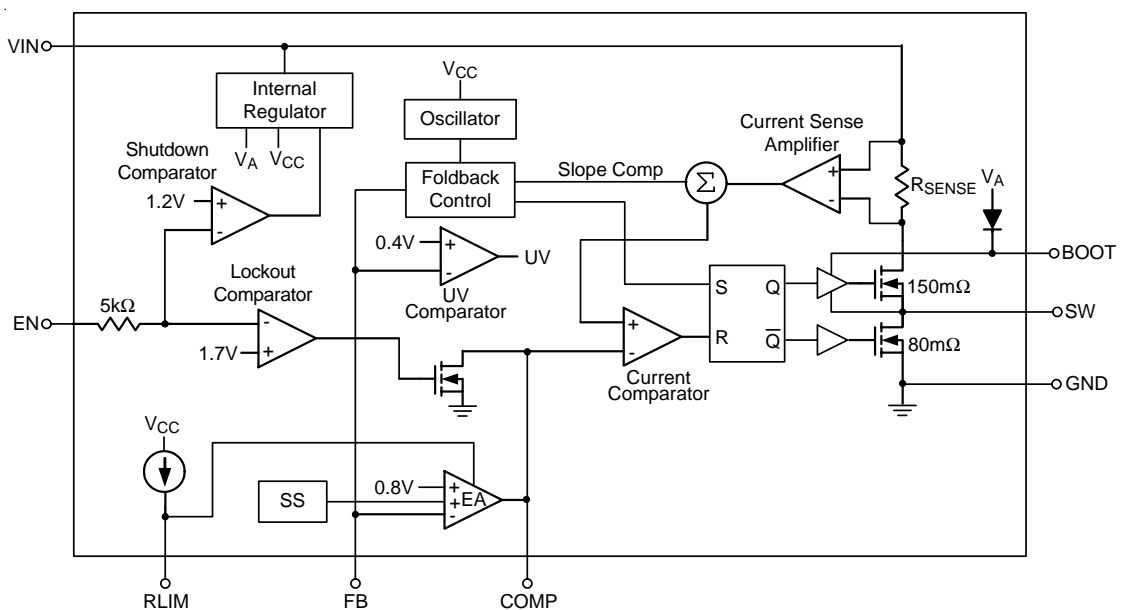 VIN
Internal
Regulator
VA
VCC
Shutdown
Comparator
1.2V
+
-
VCC
Oscillator
Foldback
Control
Slope Comp
Σ
Current Sense
Amplifier
+
-
RSENSE
VA
BOOT
0.4V
+
-
UV
UV
Comparator
Lockout
Comparator
5kΩ
EN
-
1.7V
+
S
Q
R
Q
+
-
Current
Comparator
150mΩ
SW
80mΩ
GND
VCC
SS
0.8V
+
+
-
EA
RLIM
FB
COMP